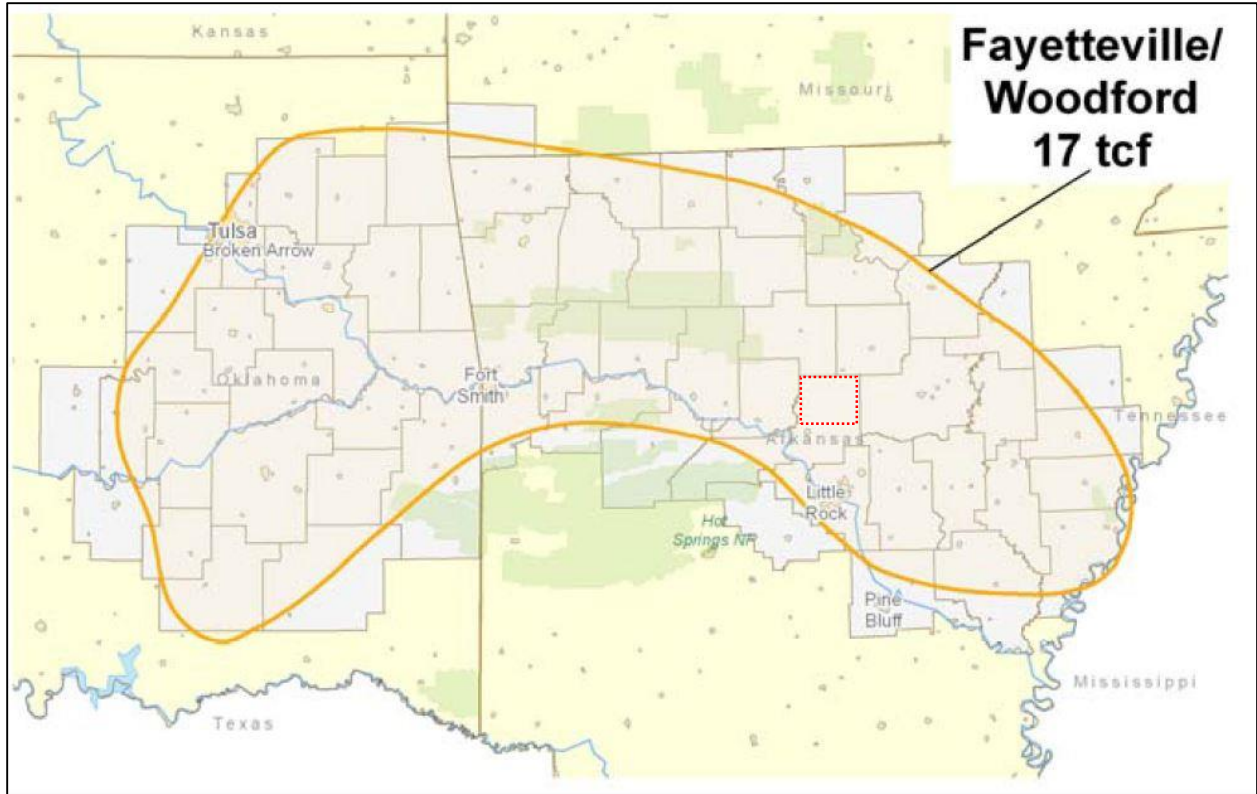 Kansas
Missouri
Fayetteville/
Woodford
17 tcf
Tulsa
Broken Arrow
Oklahoma
Fort
Smith
Arkansas
Tennessee
Little
Rock
Hot
Springs NP
Pine
Bluff
Mississippi
Texas